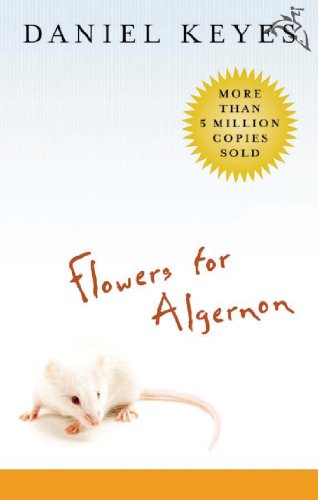 DANIEL KEYES
MORE
THAN
5 MILLION
COPIES
SOLD
Flowers for
Algernon